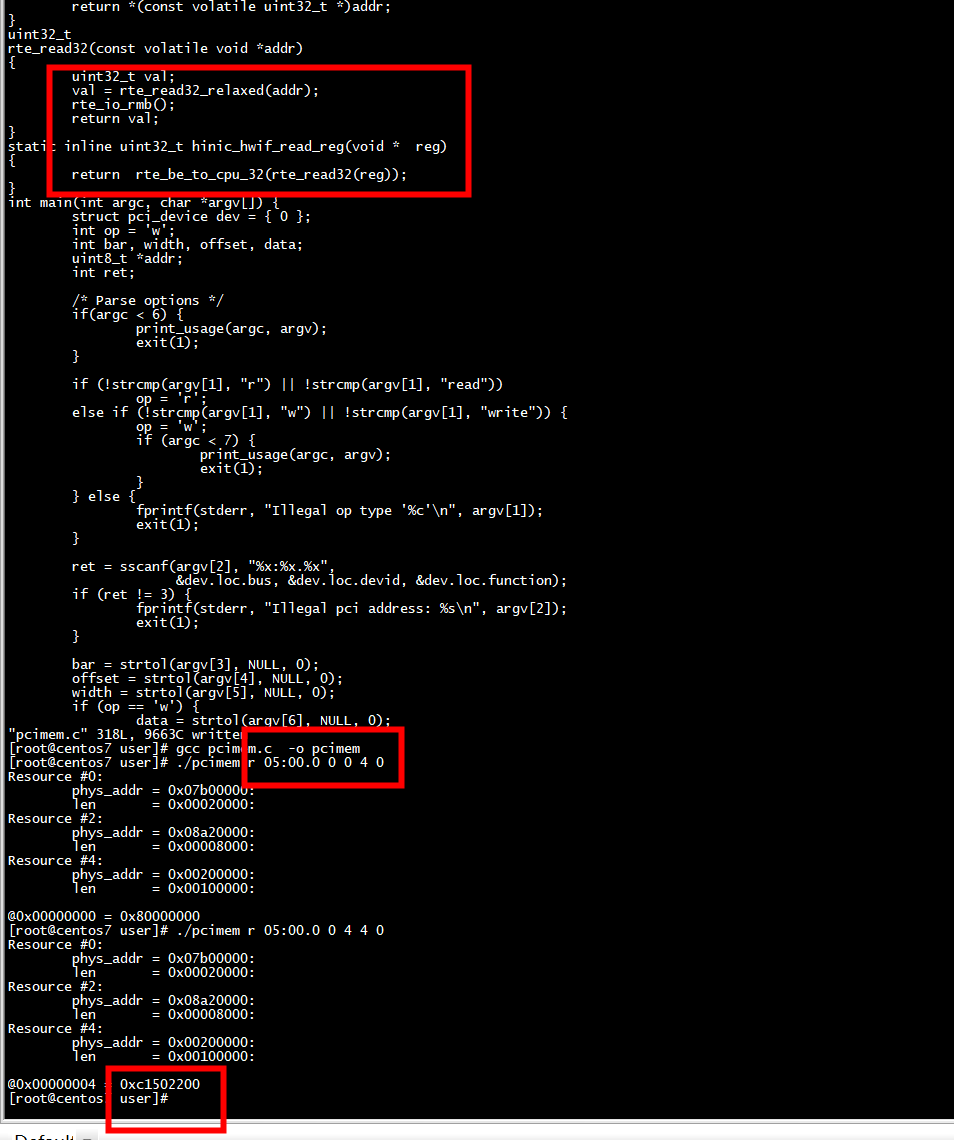 return *(const volatile uint32_t *)addr;
}
uint32_t
rte_read32(const volatile void *addr)
{
uint32_t val;
val = rte_read32_relaxed(addr);
rte_io_rmb();
return val;
}
static inline uint32_t hinic_hwif_read_reg(void *  reg)
{
return  rte_be_to_cpu_32(rte_read32(reg));
}
int main(int argc, char *argv[]) {
struct pci_device dev = { 0 };
int op = 'w';
int bar, width, offset, data;
uint8_t *addr;
int ret;
/* Parse options */
if(argc < 6) {
print_usage(argc, argv);
exit(1);
}
if (!strcmp(argv[1], "r") || !strcmp(argv[1], "read"))
op = 'r';
else if (!strcmp(argv[1], "w") || !strcmp(argv[1], "write")) {
op = 'w';
if (argc < 7) {
print_usage(argc, argv);
exit(1);
}
} else {
fprintf(stderr, "Illegal op type '%c'\n", argv[1]);
exit(1);
}
ret = sscanf(argv[2], "%x:%x.%x",
&dev.loc.bus, &dev.loc.devid, &dev.loc.function);
if (ret != 3) {
fprintf(stderr, "Illegal pci address: %s\n", argv[2]);
exit(1);
}
bar = strtol(argv[3], NULL, 0);
offset = strtol(argv[4], NULL, 0);
width = strtol(argv[5], NULL, 0);
if (op == 'w') {
data = strtol(argv[6], NULL, 0);
"pcimem.c" 318L, 9663C written
[root@centos7 user]# gcc pcimem.c  -o pcimem
[root@centos7 user]# ./pcimem r 05:00.0 0 0 4 0
Resource #0:
phys_addr = 0x07b00000:
len       = 0x00020000:
Resource #2:
phys_addr = 0x08a20000:
len       = 0x00008000:
Resource #4:
phys_addr = 0x00200000:
len       = 0x00100000:
@0x00000000 = 0x80000000
[root@centos7 user]# ./pcimem r 05:00.0 0 4 4 0
Resource #0:
phys_addr = 0x07b00000:
len       = 0x00020000:
Resource #2:
phys_addr = 0x08a20000:
len       = 0x00008000:
Resource #4:
phys_addr = 0x00200000:
len       = 0x00100000:
@0x00000004 = 0xc1502200
[root@centos7 user]#